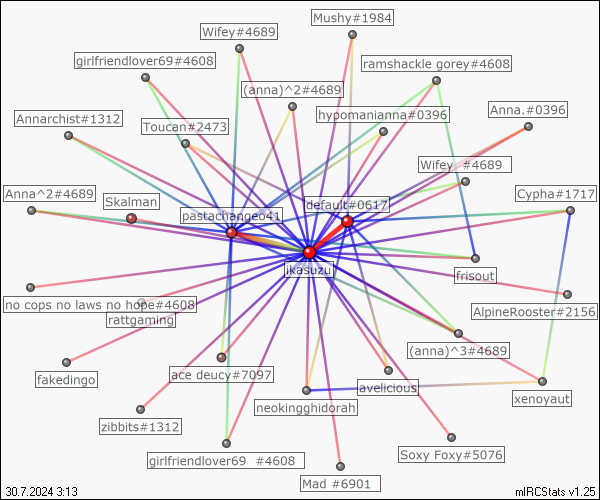 Mushy#1984
Wifey#4689
girlfriendlover69#4608
ramshackle gorey#4608
(anna)^2#4689
Annarchist#1312
Toucan#2473
hypomanianna#0396
Anna.#0396
Wifey #4689
Anna^2#4689
Skalman
default#0617
Cypha#1717
pastachangeo41
ikasuzu
frisout
no cops no laws no hope#4608
rattgaming
AlpineRooster#2156
(anna)^3#4689
fakedingo
ace deucy#7097
avelicious
neokingghidorah
xenoyaut
zibbits#1312
girlfriendlover69 #4608
Soxy Foxy#5076
Mad #6901
30.7.2024 3:13
mIRCStats v1.25